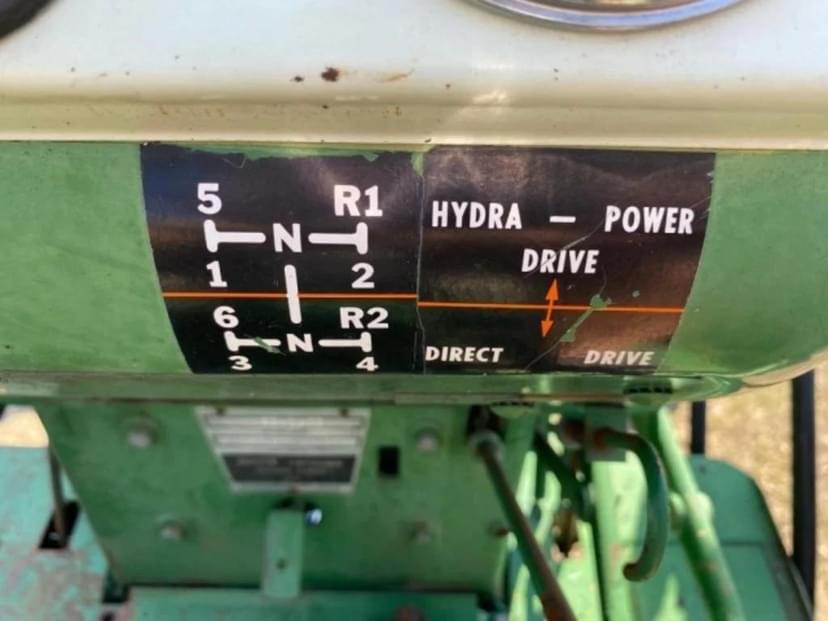 5 R1
N
1 2
6 R2
N
3 4
HYDRA — POWER
DRIVE
DIRECT DRIVE